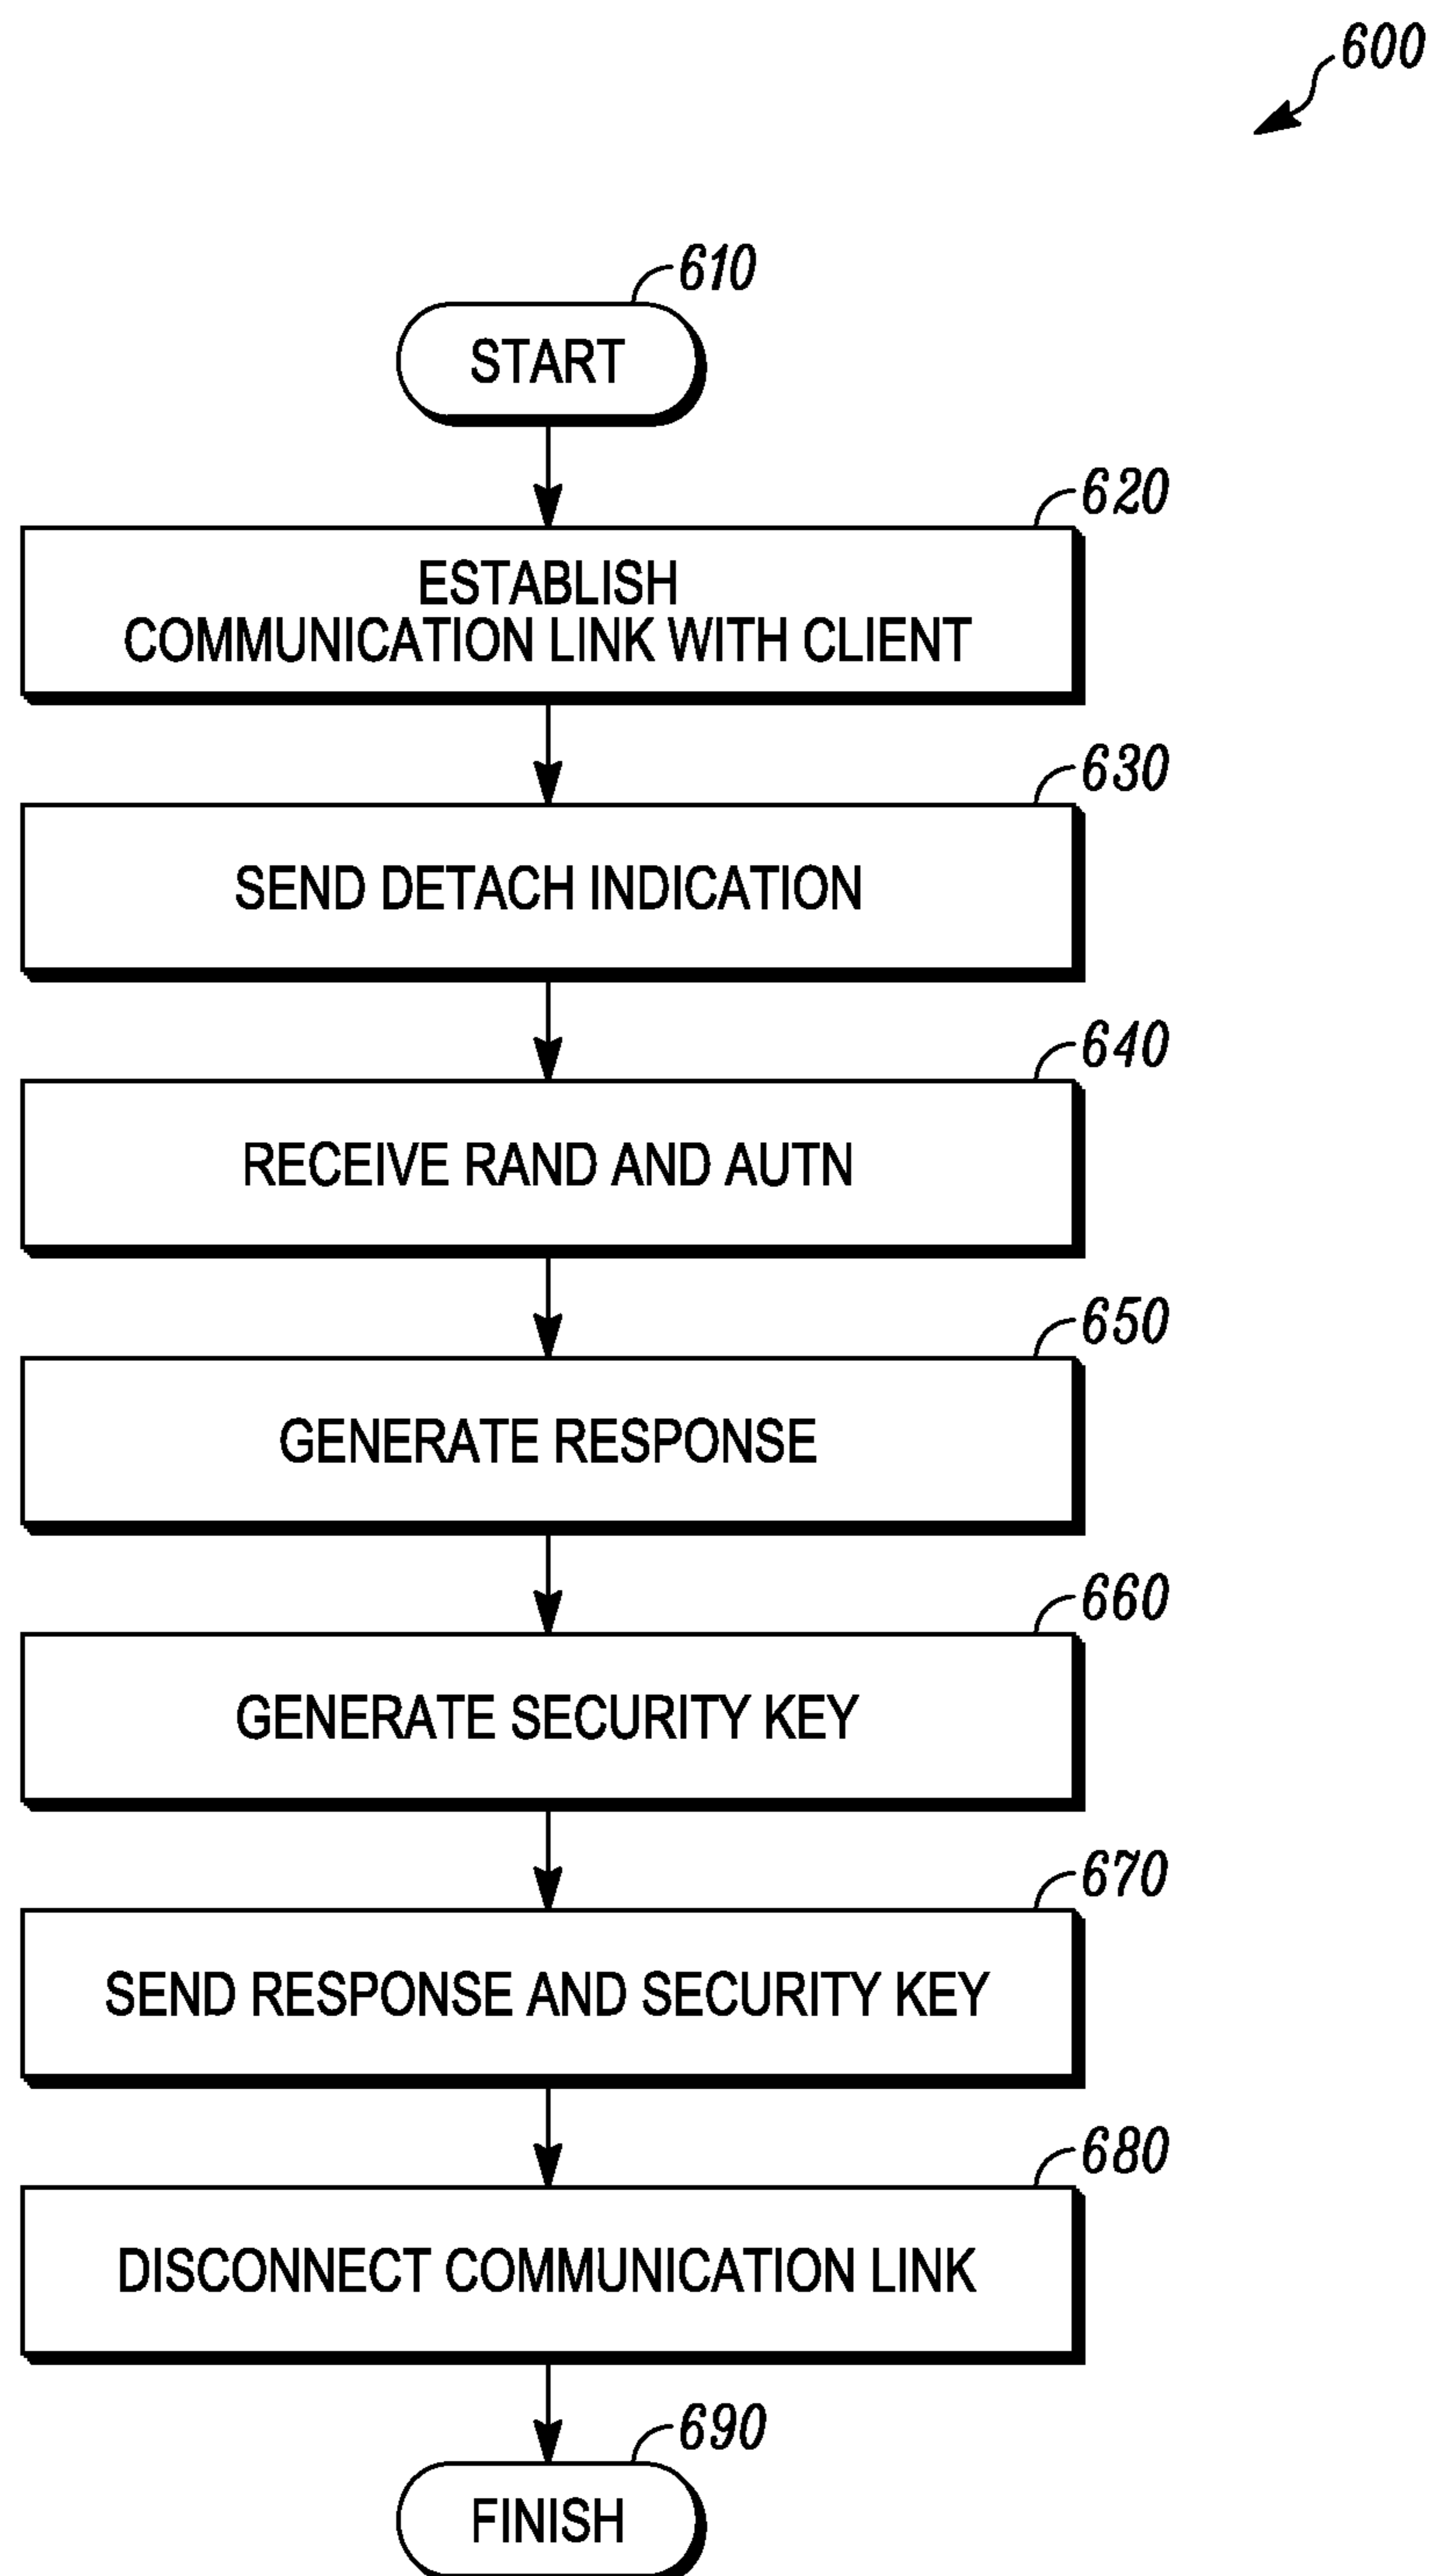 600
610
START
620
ESTABLISH
COMMUNICATION LINK WITH CLIENT
630
SEND DETACH INDICATION
640
RECEIVE RAND AND AUTN
650
GENERATE RESPONSE
660
GENERATE SECURITY KEY
670
SEND RESPONSE AND SECURITY KEY
680
DISCONNECT COMMUNICATION LINK
690
FINISH